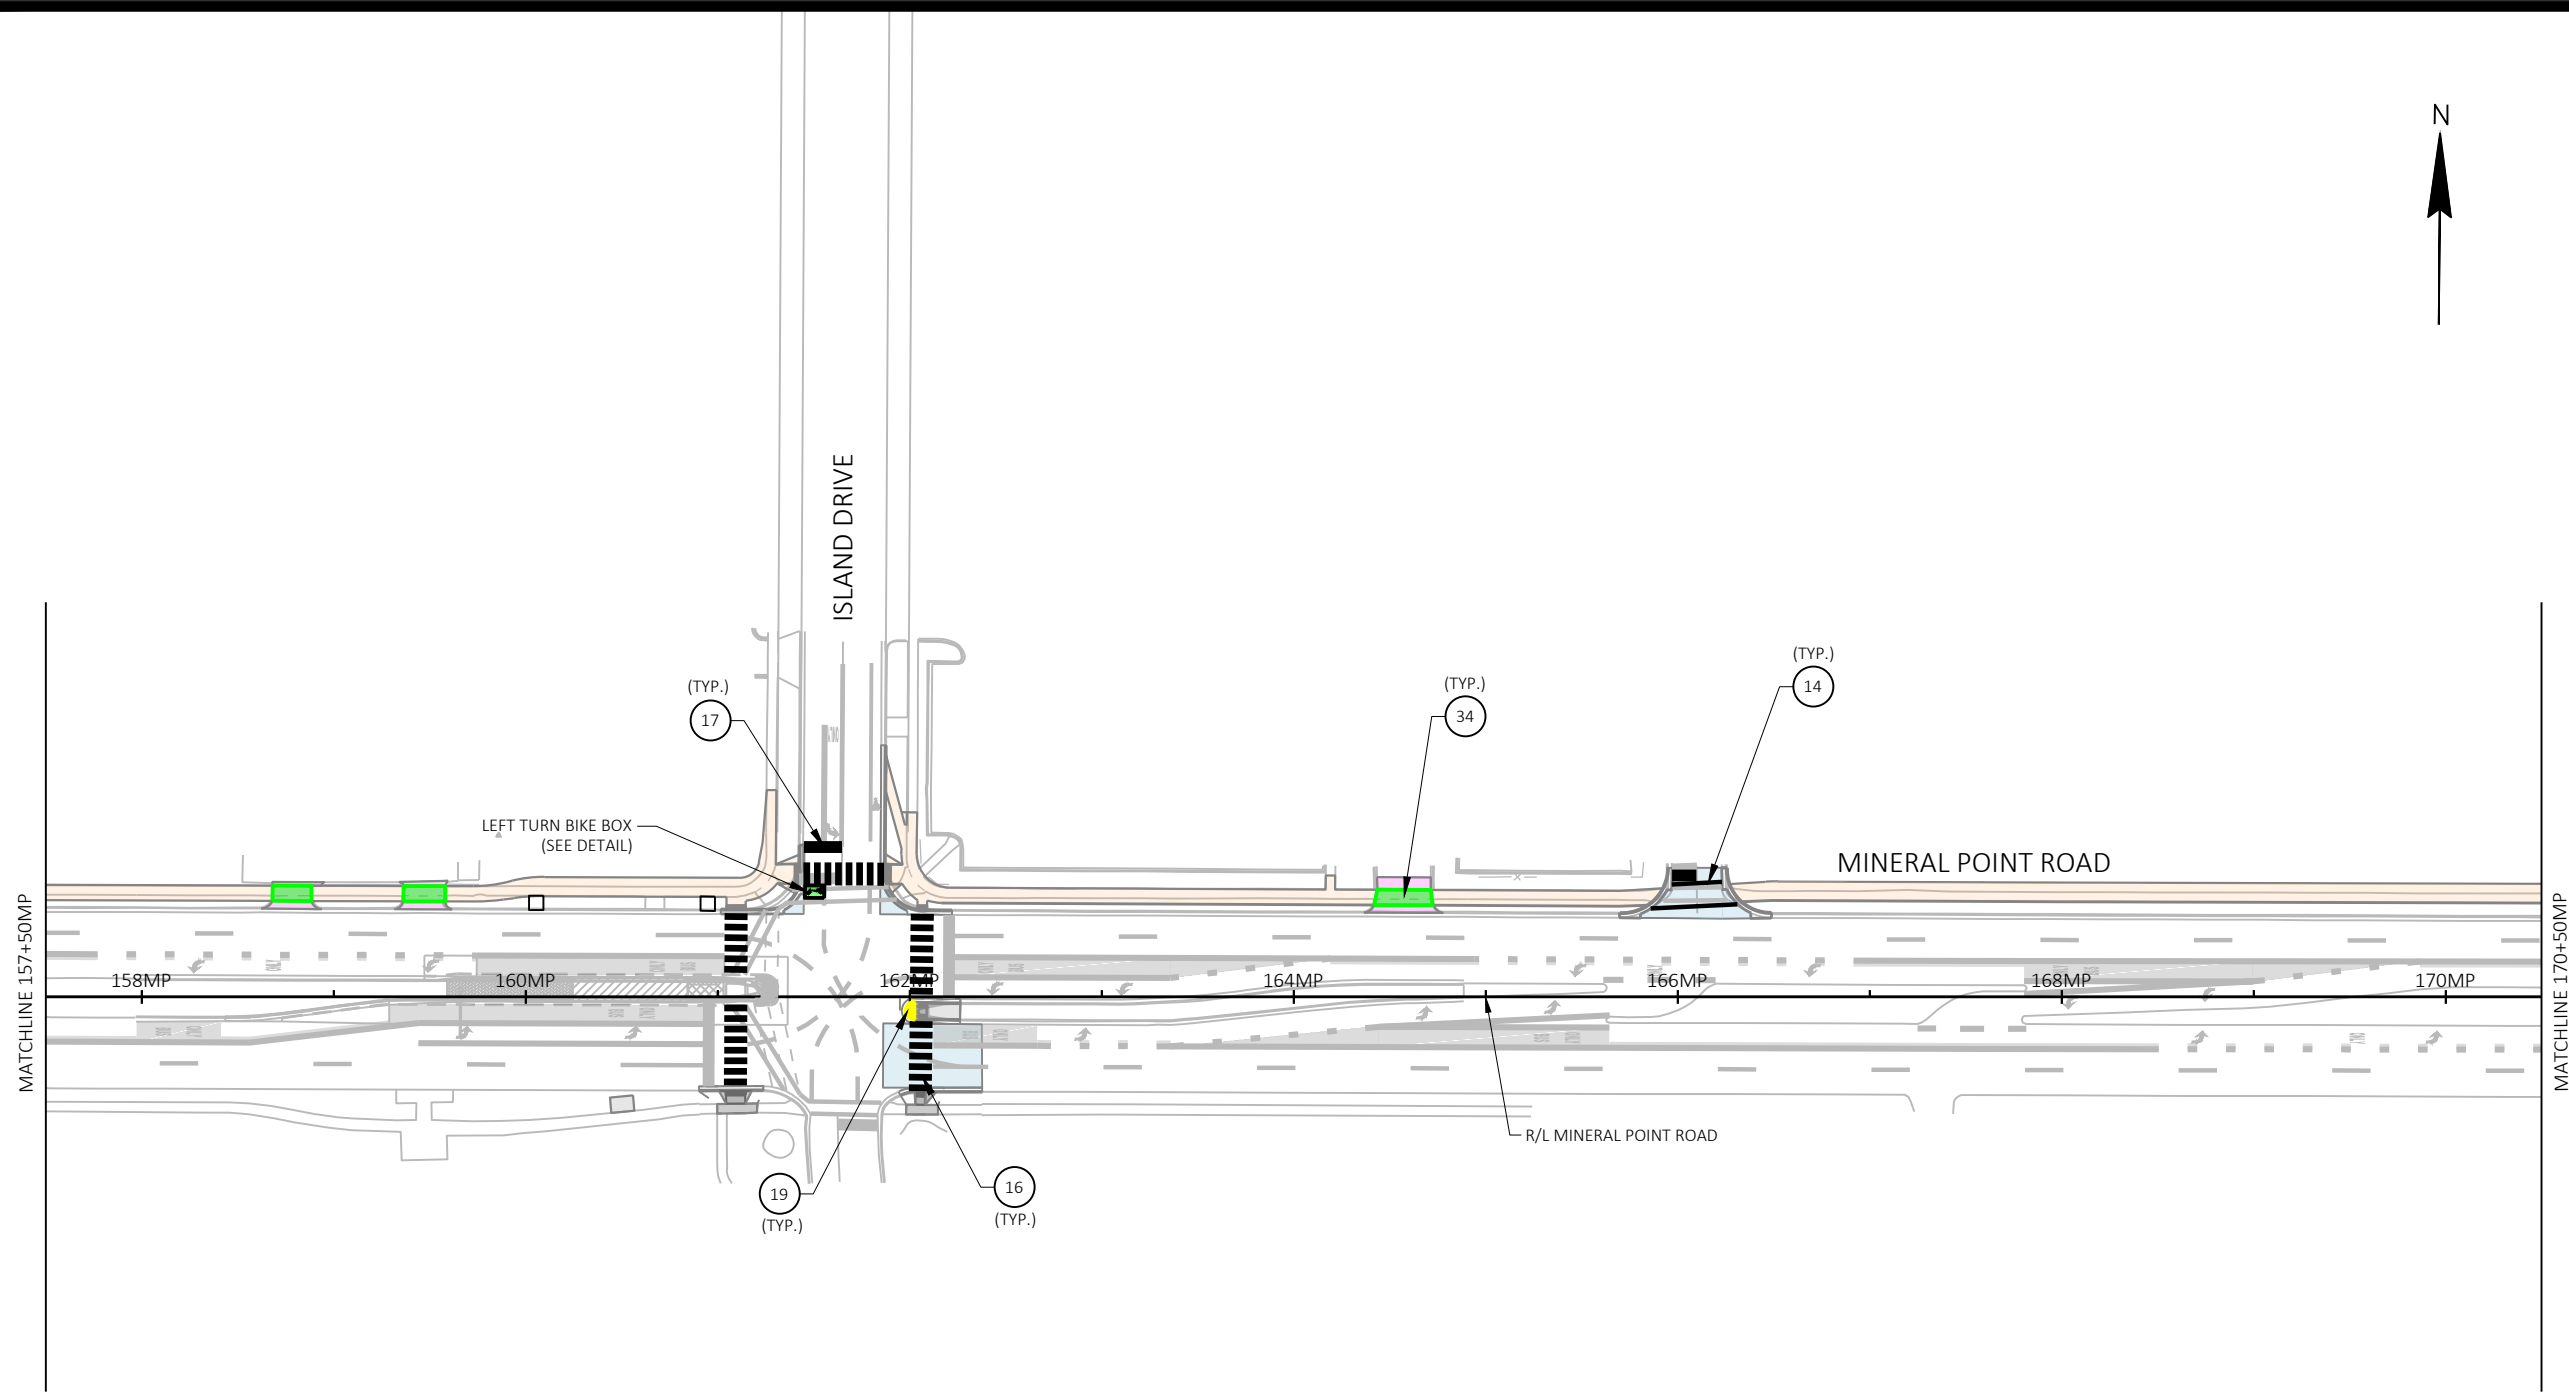 N
ISLAND DRIVE
(TYP.)
14
(TYP.)
34
(TYP.)
17
LEFT TURN BIKE BOX
(SEE DETAIL)
MINERAL POINT ROAD
MATCHLINE 157+50MP
158MP
160MP
162MP
164MP
166MP
168MP
170MP
MATCHLINE 170+50MP
R/L MINERAL POINT ROAD
19
(TYP.)
16
(TYP.)